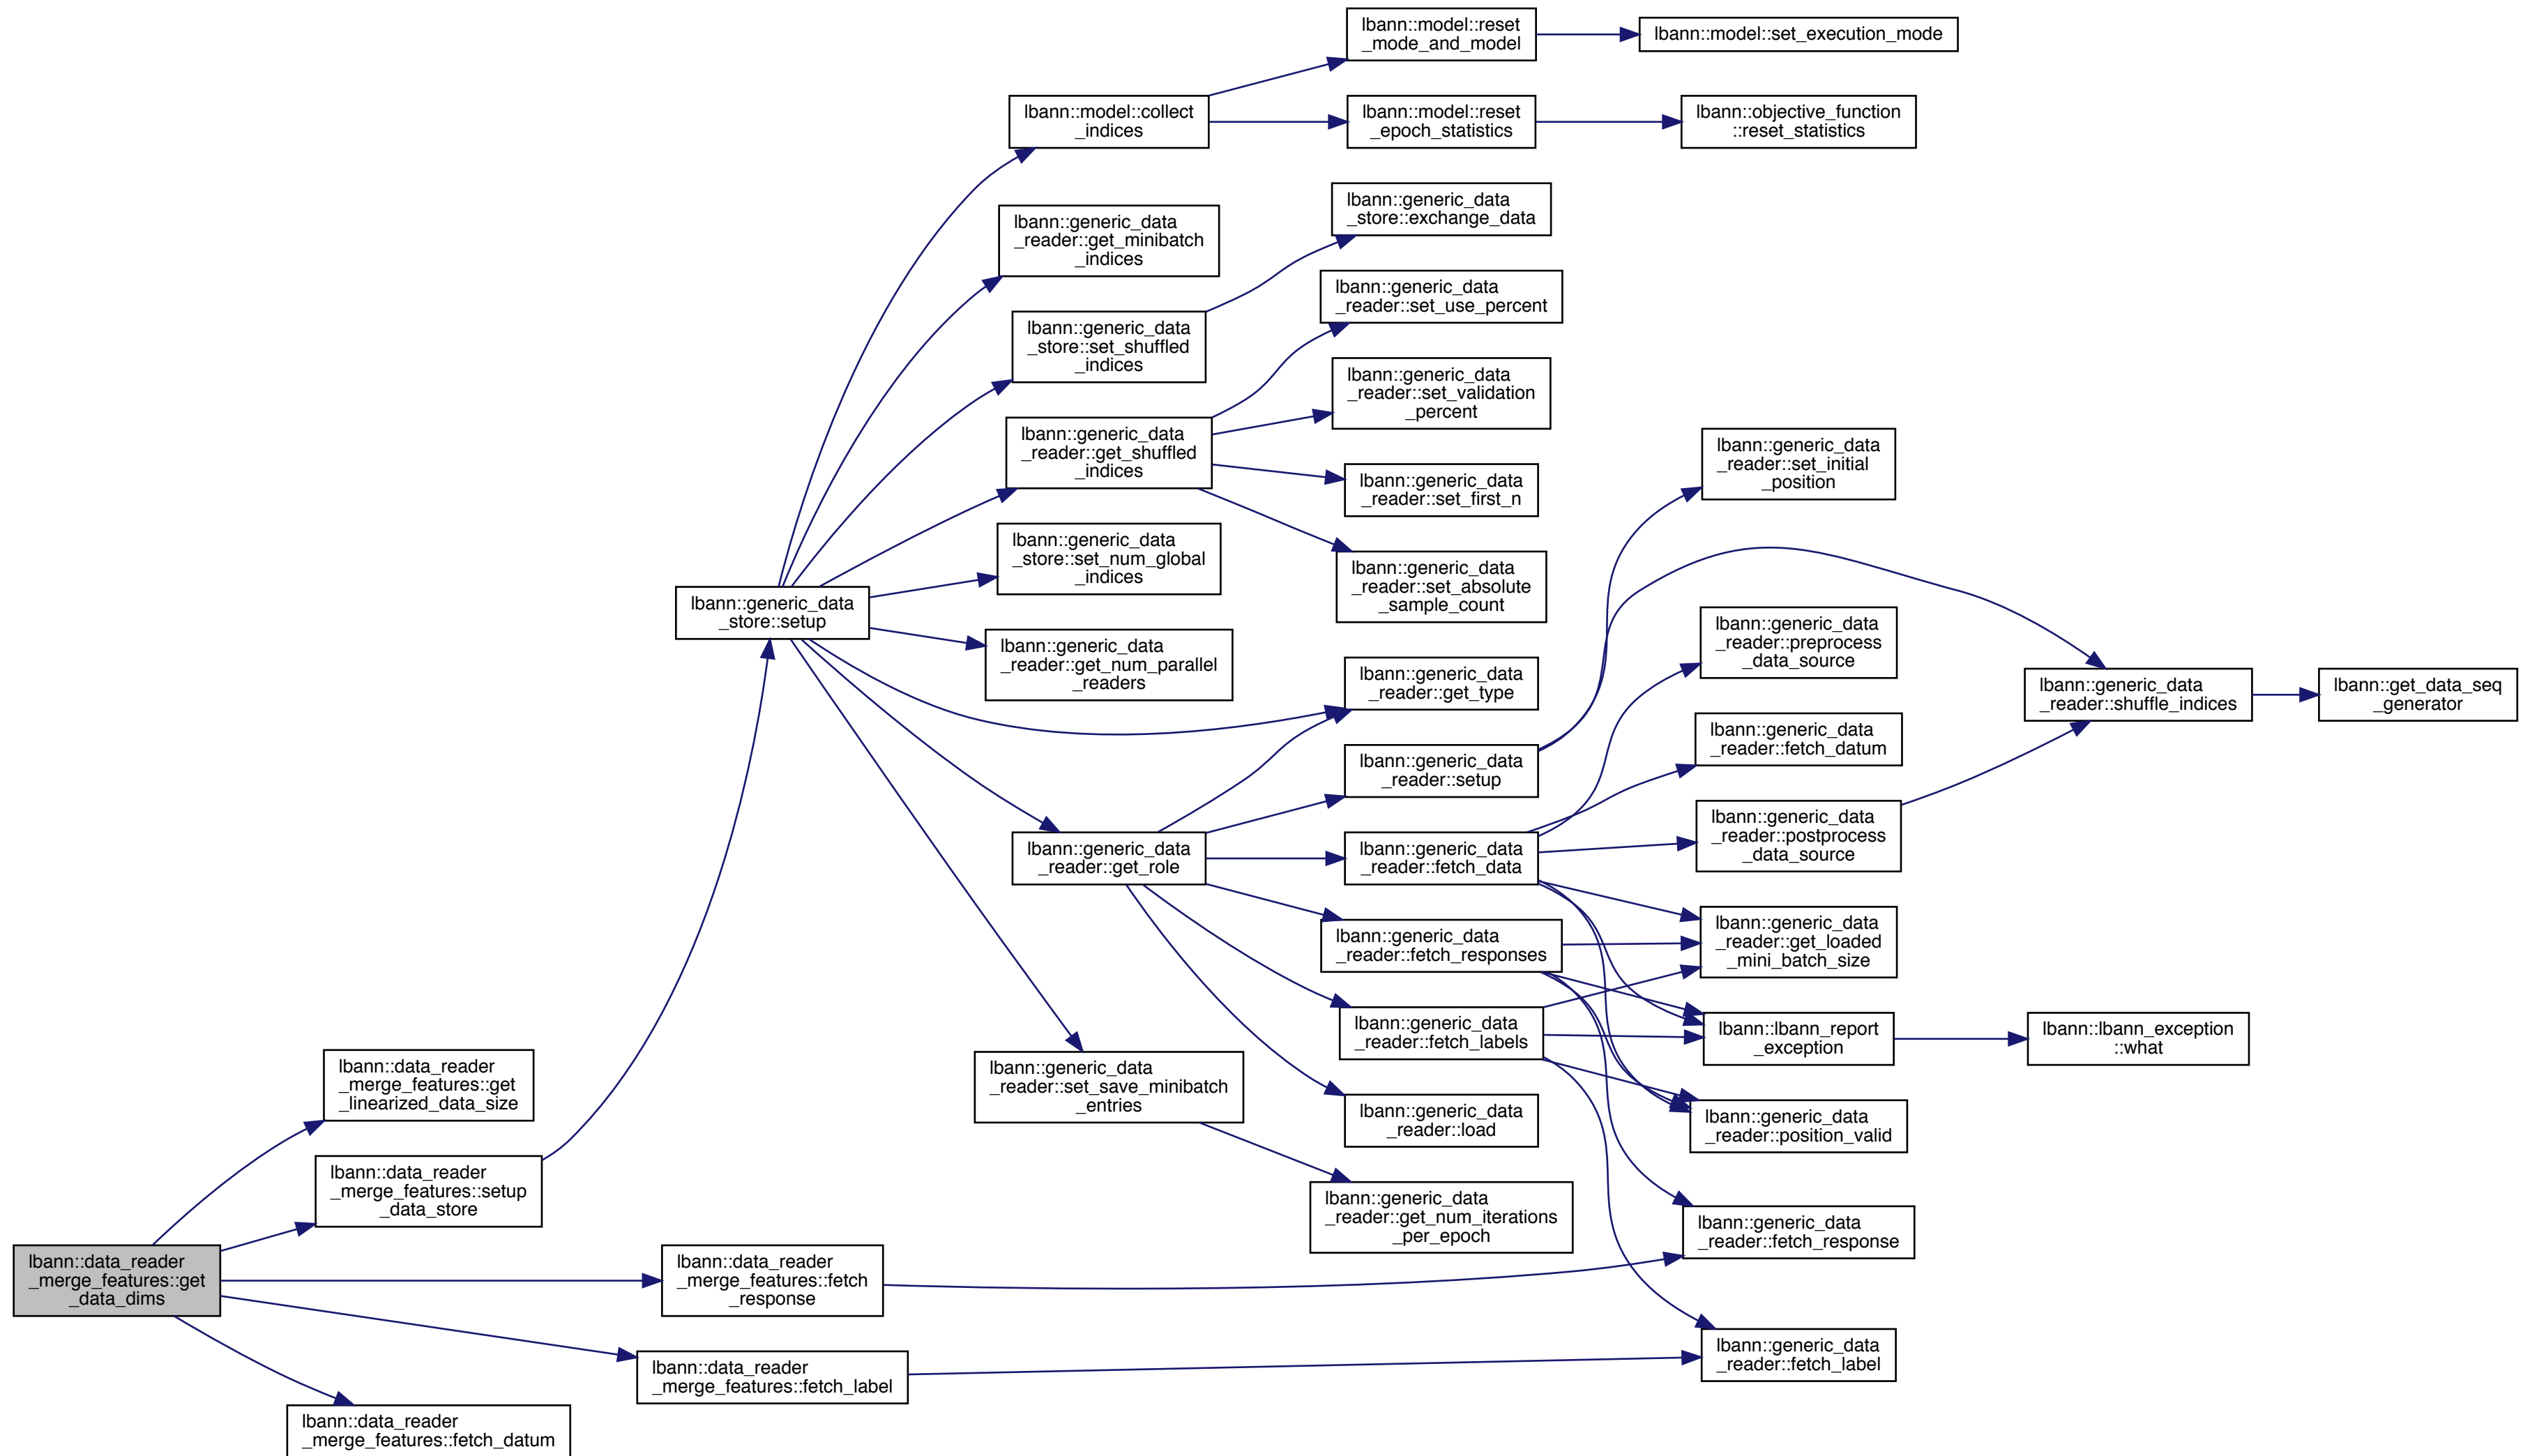 lbann::model::reset
_mode_and_model
lbann::model::set_execution_mode
lbann::model::collect
_indices
lbann::model::reset
_epoch_statistics
lbann::objective_function
::reset_statistics
lbann::generic_data
_store::exchange_data
lbann::generic_data
_reader::get_minibatch
_indices
lbann::generic_data
_reader::set_use_percent
lbann::generic_data
_store::set_shuffled
_indices
lbann::generic_data
_reader::set_validation
_percent
lbann::generic_data
_reader::get_shuffled
_indices
lbann::generic_data
_reader::set_initial
_position
lbann::generic_data
_reader::set_first_n
lbann::generic_data
_store::set_num_global
_indices
lbann::generic_data
_reader::set_absolute
_sample_count
lbann::generic_data
_store::setup
lbann::generic_data
_reader::preprocess
_data_source
lbann::generic_data
_reader::get_num_parallel
_readers
lbann::generic_data
_reader::get_type
lbann::generic_data
_reader::shuffle_indices
lbann::get_data_seq
_generator
lbann::generic_data
_reader::fetch_datum
lbann::generic_data
_reader::setup
lbann::generic_data
_reader::postprocess
_data_source
lbann::generic_data
_reader::get_role
lbann::generic_data
_reader::fetch_data
lbann::generic_data
_reader::get_loaded
_mini_batch_size
lbann::generic_data
_reader::fetch_responses
lbann::generic_data
_reader::fetch_labels
lbann::lbann_report
_exception
lbann::lbann_exception
::what
lbann::data_reader
_merge_features::get
_linearized_data_size
lbann::generic_data
_reader::set_save_minibatch
_entries
lbann::generic_data
_reader::load
lbann::generic_data
_reader::position_valid
lbann::data_reader
_merge_features::setup
_data_store
lbann::generic_data
_reader::get_num_iterations
_per_epoch
lbann::generic_data
_reader::fetch_response
lbann::data_reader
_merge_features::get
_data_dims
lbann::data_reader
_merge_features::fetch
_response
lbann::generic_data
_reader::fetch_label
lbann::data_reader
_merge_features::fetch_label
lbann::data_reader
_merge_features::fetch_datum